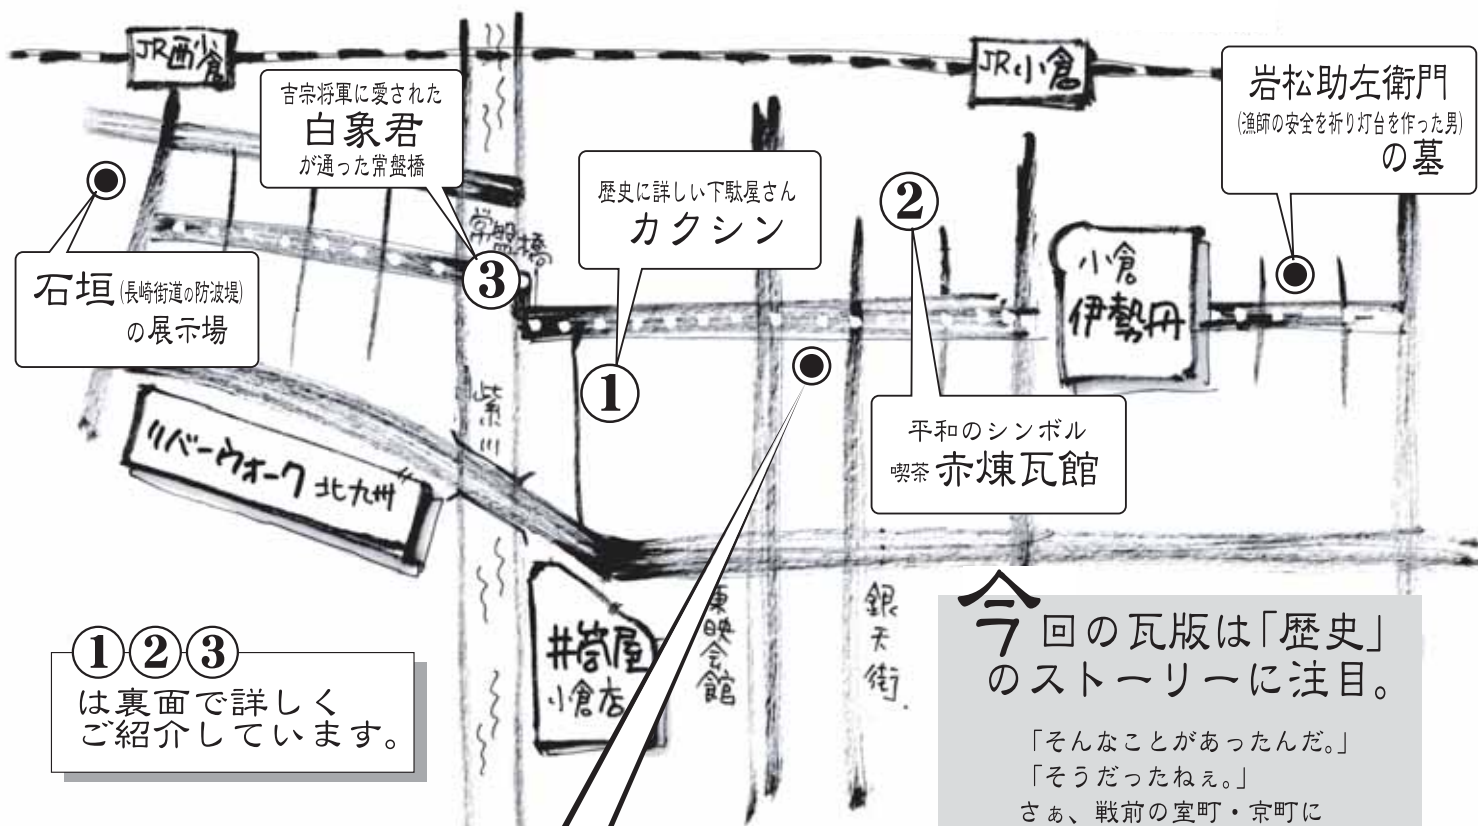 JR西小倉
JR小倉
吉宗将軍に愛された
白象君
が通った常盤橋
岩松助左衛門
(漁師の安全を祈り灯台を作った男)
の墓
歴史に詳しい下駄屋さん
カクシン
②
常盤橋
③
小倉
伊勢丹
石垣(長崎街道の防波堤)
の展示場
①
紫川
平和のシンボル
喫茶 赤煉瓦館
リバーウォーク 北九州
東映会館
銀天街.
井筒屋
小倉店
①②③
は裏面で詳しく
ご紹介しています。
今回の瓦版は「歴史」
のストーリーに注目。
「そんなことがあったんだ。」
「そうだったねぇ。」
さぁ、戦前の室町・京町に